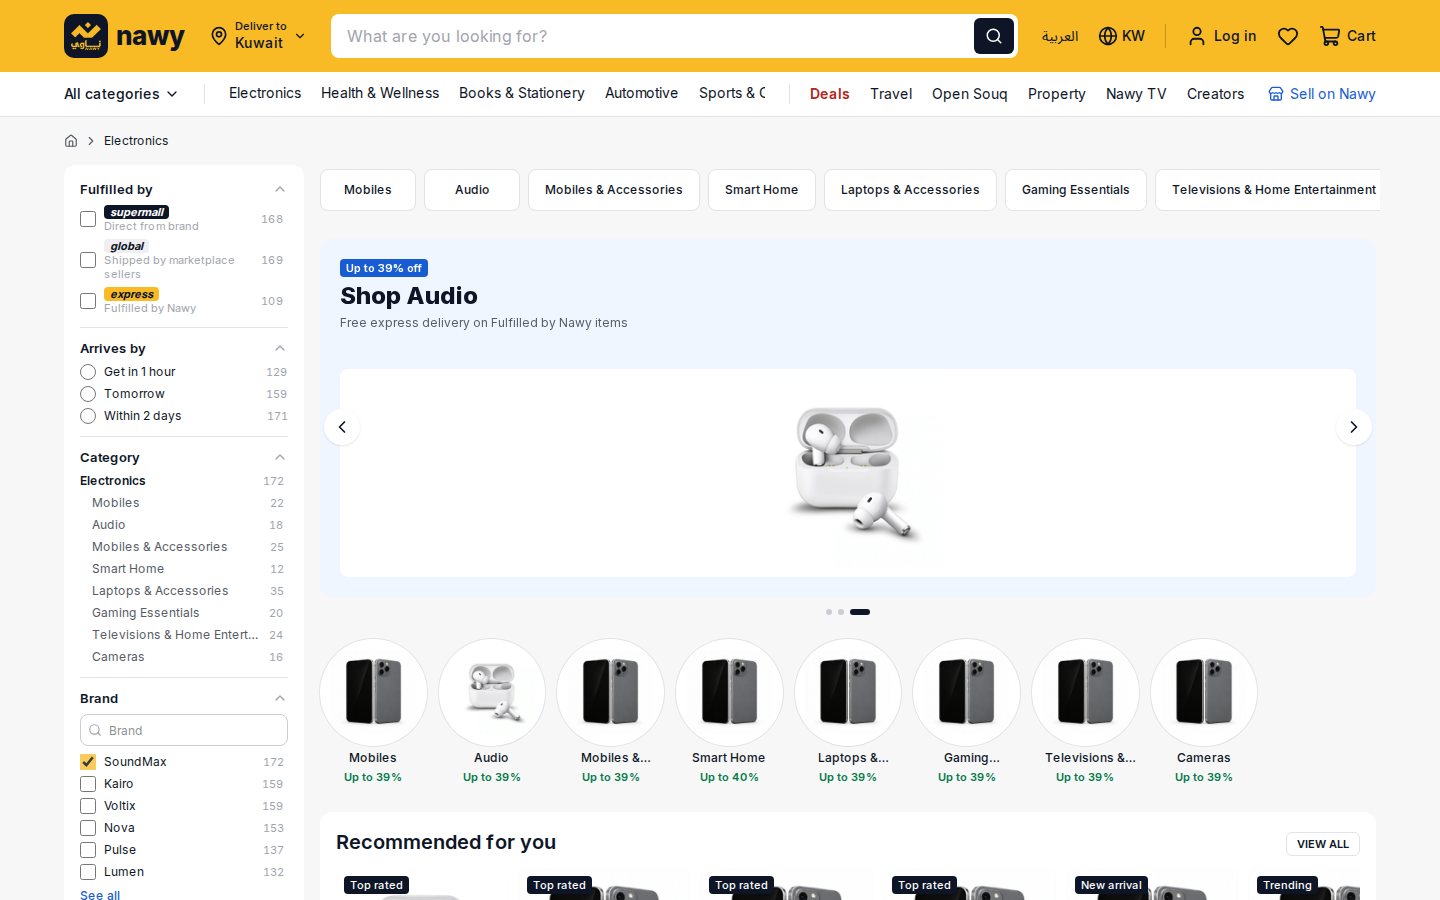 نـــاوي
NAWY
nawy
Deliver to
Kuwait
What are you looking for?
العربية
KW
Log in
Cart
All categories
Electronics
Health & Wellness
Books & Stationery
Automotive
Sports & O
Deals
Travel
Open Souq
Property
Nawy TV
Creators
Sell on Nawy
Electronics
Fulfilled by
supermall
Direct from brand
168
global
Shipped by marketplace
sellers
169
express
Fulfilled by Nawy
109
Arrives by
Get in 1 hour 129
Tomorrow 159
Within 2 days 171
Category
Electronics 172
Mobiles 22
Audio 18
Mobiles & Accessories 25
Smart Home 12
Laptops & Accessories 35
Gaming Essentials 20
Televisions & Home Entert... 24
Cameras 16
Brand
Brand
SoundMax 172
Kairo 159
Voltix 159
Nova 153
Pulse 137
Lumen 132
See all
Mobiles
Audio
Mobiles & Accessories
Smart Home
Laptops & Accessories
Gaming Essentials
Televisions & Home Entertainment
Up to 39% off
Shop Audio
Free express delivery on Fulfilled by Nawy items
Mobiles
Up to 39%
Audio
Up to 39%
Mobiles &...
Up to 39%
Smart Home
Up to 40%
Laptops &...
Up to 39%
Gaming...
Up to 39%
Televisions &...
Up to 39%
Cameras
Up to 39%
Recommended for you
VIEW ALL
Top rated
Top rated
Top rated
Top rated
New arrival
Trending